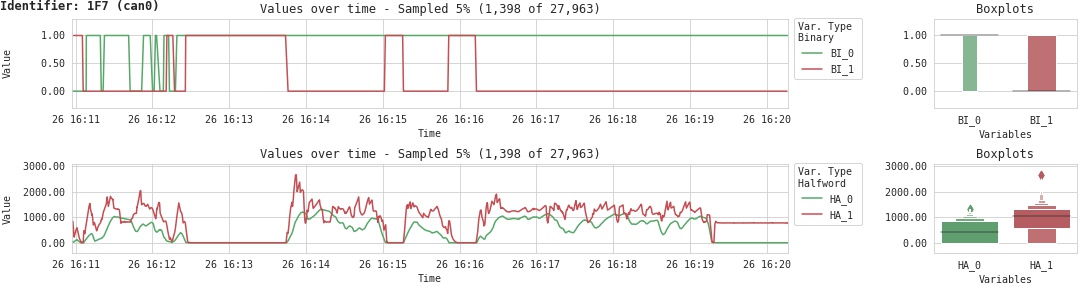 Identifier: 1F7 (can0)
Values over time - Sampled 5% (1,398 of 27,963)
Value
1.00
0.50
0.00
26 16:11 26 16:12 26 16:13 26 16:14 26 16:15 26 16:16 26 16:17 26 16:18 26 16:19 26 16:20
Time
Var. Type
Binary
BI_0
BI_1
Boxplots
1.00
0.50
0.00
BI_0 BI_1
Variables
Values over time - Sampled 5% (1,398 of 27,963)
Value
3000.00
2000.00
1000.00
0.00
26 16:11 26 16:12 26 16:13 26 16:14 26 16:15 26 16:16 26 16:17 26 16:18 26 16:19 26 16:20
Time
Var. Type
Halfword
HA_0
HA_1
Boxplots
3000.00
2000.00
1000.00
0.00
HA_0 HA_1
Variables